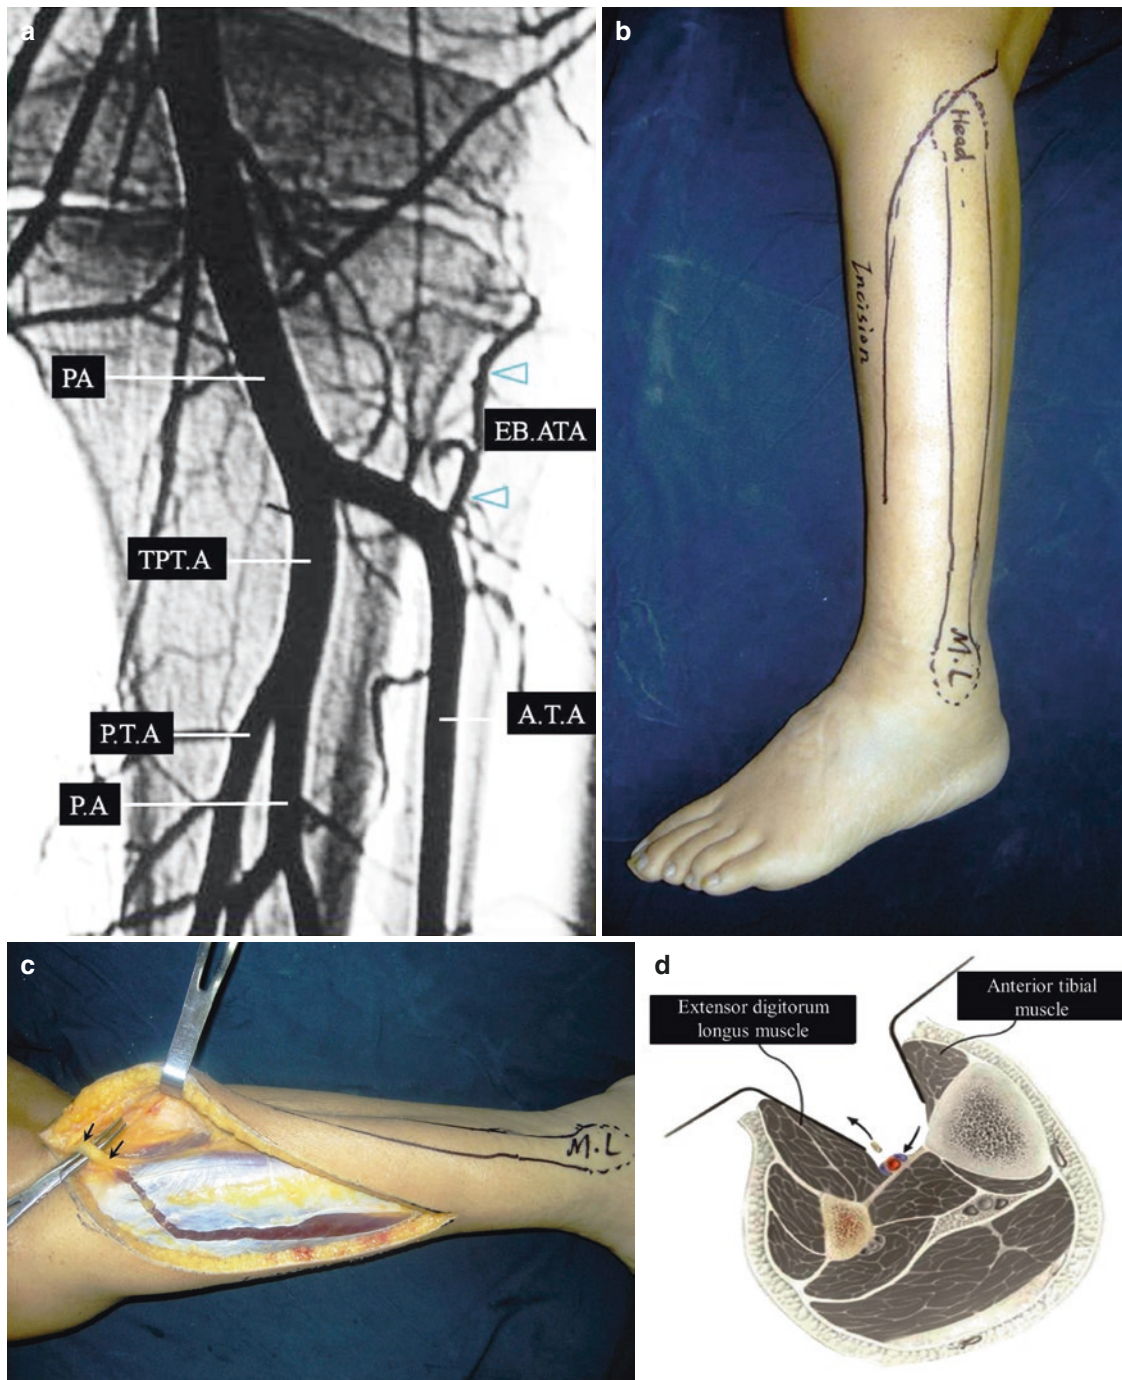 a
PA
EB.ATA
TPT.A
A.T.A
P.T.A
P.A
b
Head.
Incision
M.L
c
M.L
d
Extensor digitorum
longus muscle
Anterior tibial
muscle